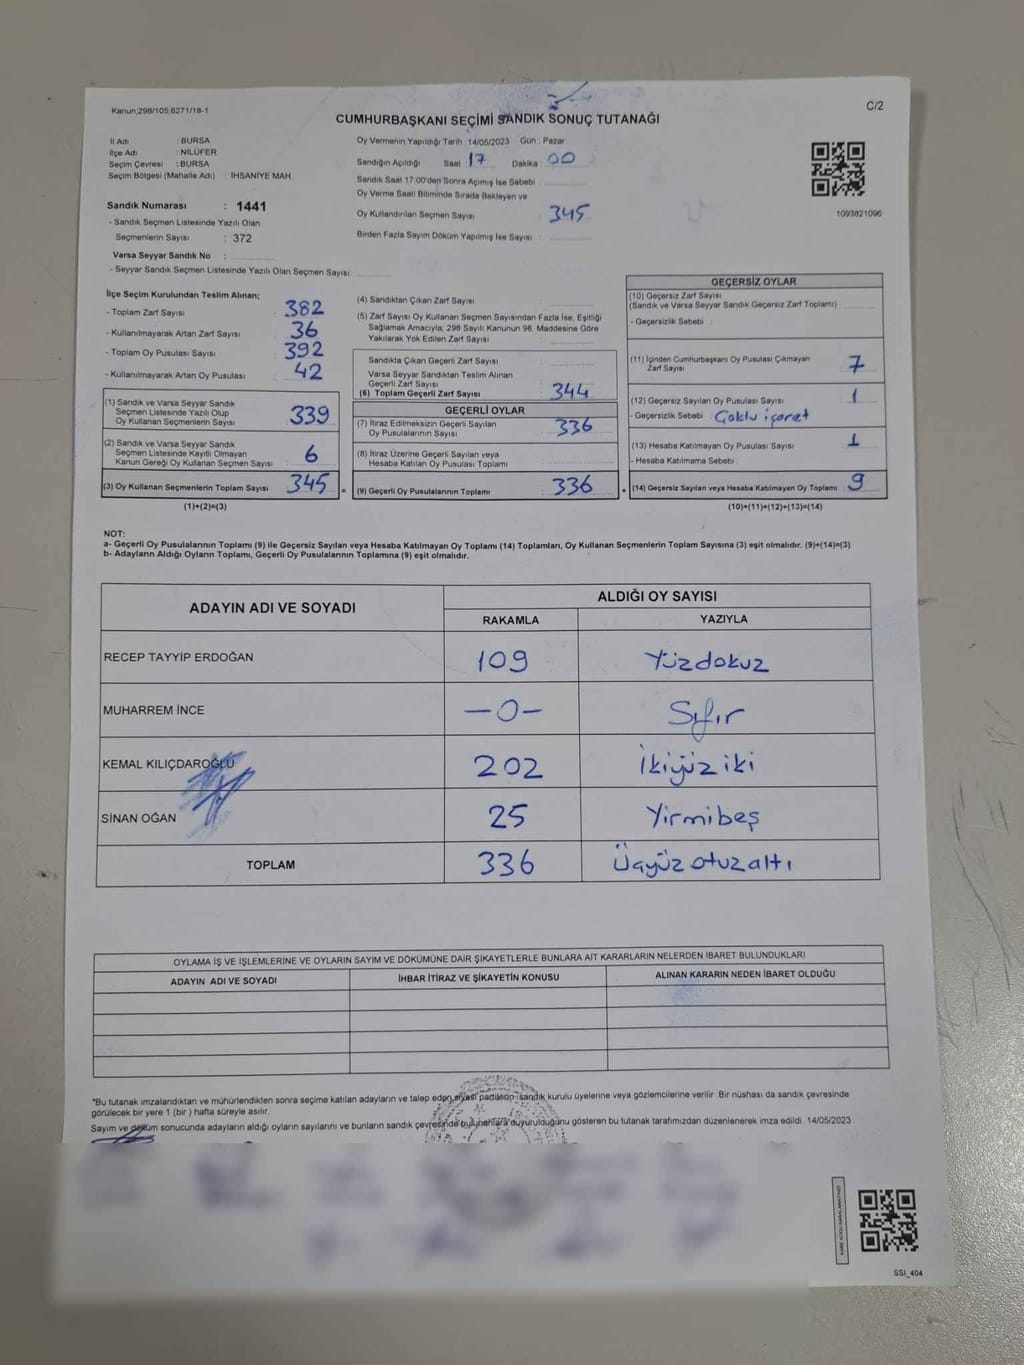 Kanun;298/105,6271/18-1
C/2
CUMHURBAŞKANI SEÇİMİ SANDIK SONUÇ TUTANAĞI
İl Adı : BURSA
İlçe Adı : NİLÜFER
Seçim Çevresi : BURSA
Seçim Bölgesi (Mahalle Adı) : İHSANİYE MAH.
Oy Vermenin Yapıldığı Tarih :14/05/2023 Gün : Pazar
Sandığın Açıldığı Saat 17 Dakika 00
Sandık Saat 17:00'den Sonra Açımış İse Sebebi
Oy Verme Saati Bitiminde Sırada Bekleyen ve
Oy Kullandırılan Seçmen Sayısı 345
Birden Fazla Sayım Döküm Yapılmış İse Sayısı :
1093821096
Sandık Numarası : 1441
- Sandık Seçmen Listesinde Yazılı Olan
Seçmenlerin Sayısı : 372
Varsa Seyyar Sandık No :
- Seyyar Sandık Seçmen Listesinde Yazılı Olan Seçmen Sayısı:
İlçe Seçim Kurulundan Teslim Alınan;
- Toplam Zarf Sayısı : 382
- Kullanılmayarak Artan Zarf Sayısı : 36
- Toplam Oy Pusulası Sayısı : 392
- Kullanılmayarak Artan Oy Pusulası : 42
(1) Sandık ve Varsa Seyyar Sandık
Seçmen Listesinde Yazılı Olup
Oy Kullanan Seçmenlerin Sayısı 339
(2) Sandık ve Varsa Seyyar Sandık
Seçmen Listesinde Kayıtlı Olmayan
Kanun Gereği Oy Kullanan Seçmen Sayısı 6
(3) Oy Kullanan Seçmenlerin Toplam Sayısı 345 =
(1)+(2)=(3)
(4) Sandıktan Çıkan Zarf Sayısı :
(5) Zarf Sayısı Oy Kullanan Seçmen Sayısından Fazla İse, Eşitliği
Sağlamak Amacıyla, 298 Sayılı Kanunun 98. Maddesine Göre
Yakılarak Yok Edilen Zarf Sayısı :
Sandıkta Çıkan Geçerli Zarf Sayısı :
Varsa Seyyar Sandıktan Teslim Alınan
Geçerli Zarf Sayısı :
(6) Toplam Geçerli Zarf Sayısı : 344
GEÇERLİ OYLAR
(7) İtiraz Edilmeksizin Geçerli Sayılan
Oy Pusulalarının Sayısı : 336
(8) İtiraz Üzerine Geçerli Sayılan veya
Hesaba Katılan Oy Pusulası Toplamı :
(9) Geçerli Oy Pusulalarının Toplamı : 336 +
GEÇERSİZ OYLAR
(10) Geçersiz Zarf Sayısı
(Sandık ve Varsa Seyyar Sandık Geçersiz Zarf Toplamı)
- Geçersizlik Sebebi :
(11) İçinden Cumhurbaşkanı Oy Pusulası Çıkmayan
Zarf Sayısı : 7
(12) Geçersiz Sayılan Oy Pusulası Sayısı : 1
- Geçersizlik Sebebi : Çoklu işaret
(13) Hesaba Katılmayan Oy Pusulası Sayısı : 1
- Hesaba Katılmama Sebebi :
(14) Geçersiz Sayılan veya Hesaba Katılmayan Oy Toplamı 9
(10)+(11)+(12)+(13)=(14)
NOT:
a- Geçerli Oy Pusulalarının Toplamı (9) ile Geçersiz Sayılan veya Hesaba Katılmayan Oy Toplamı (14) Toplamları, Oy Kullanan Seçmenlerin Toplam Sayısına (3) eşit olmalıdır. (9)+(14)=(3)
b- Adayların Aldığı Oyların Toplamı, Geçerli Oy Pusulalarının Toplamına (9) eşit olmalıdır.
ADAYIN ADI VE SOYADI
ALDIĞI OY SAYISI
RAKAMLA YAZIYLA
RECEP TAYYİP ERDOĞAN 109 Yüzdokuz
MUHARREM İNCE —0— Sıfır
KEMAL KILIÇDAROĞLU 202 İkiyüz iki
SİNAN OĞAN 25 Yirmibeş
TOPLAM 336 Üçyüz otuz altı
OYLAMA İŞ VE İŞLEMLERİNE VE OYLARIN SAYIM VE DÖKÜMÜNE DAİR ŞİKAYETLERLE BUNLARA AİT KARARLARIN NELERDEN İBARET BULUNDUKLARI
ADAYIN ADI VE SOYADI İHBAR İTİRAZ VE ŞİKAYETİN KONUSU ALINAN KARARIN NEDEN İBARET OLDUĞU
"Bu tutanak imzalandıktan ve mühürlendikten sonra seçime katılan adayların ve talep eden siyasi partilerin sandık kurulu üyelerine veya gözlemcilerine verilir. Bir nüshası da sandık çevresinde
görülecek bir yere 1 (bir ) hafta süreyle asılır.
Sayım ve döküm sonucunda adayların aldığı oyların sayılarını ve bunların sandık çevresinde bulunanlara duyurulduğunu gösteren bu tutanak tarafımızdan düzenlenerek imza edildi. 14/05/2023
SSI_404